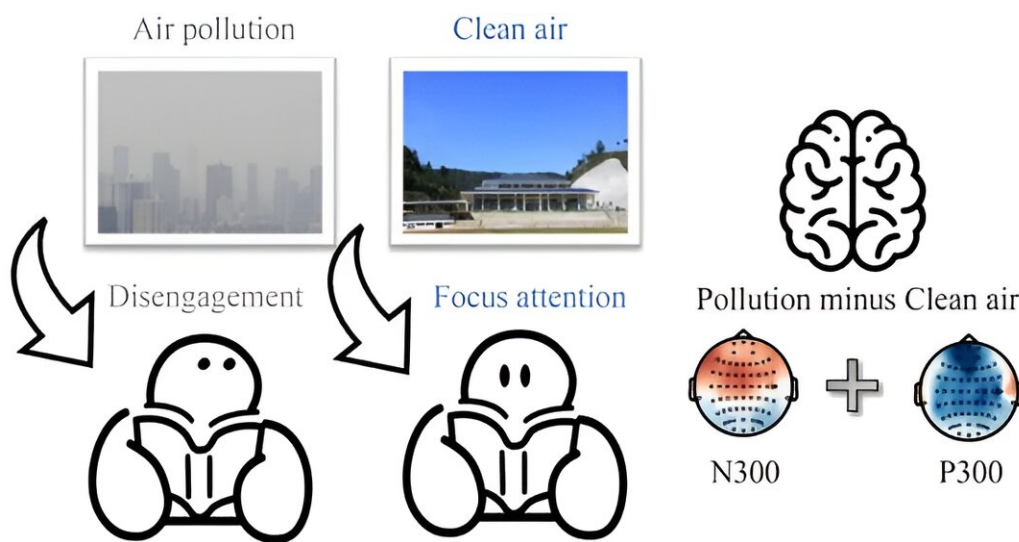 Air pollution
Clean air
Disengagement
Focus attention
Pollution minus Clean air
N300
P300